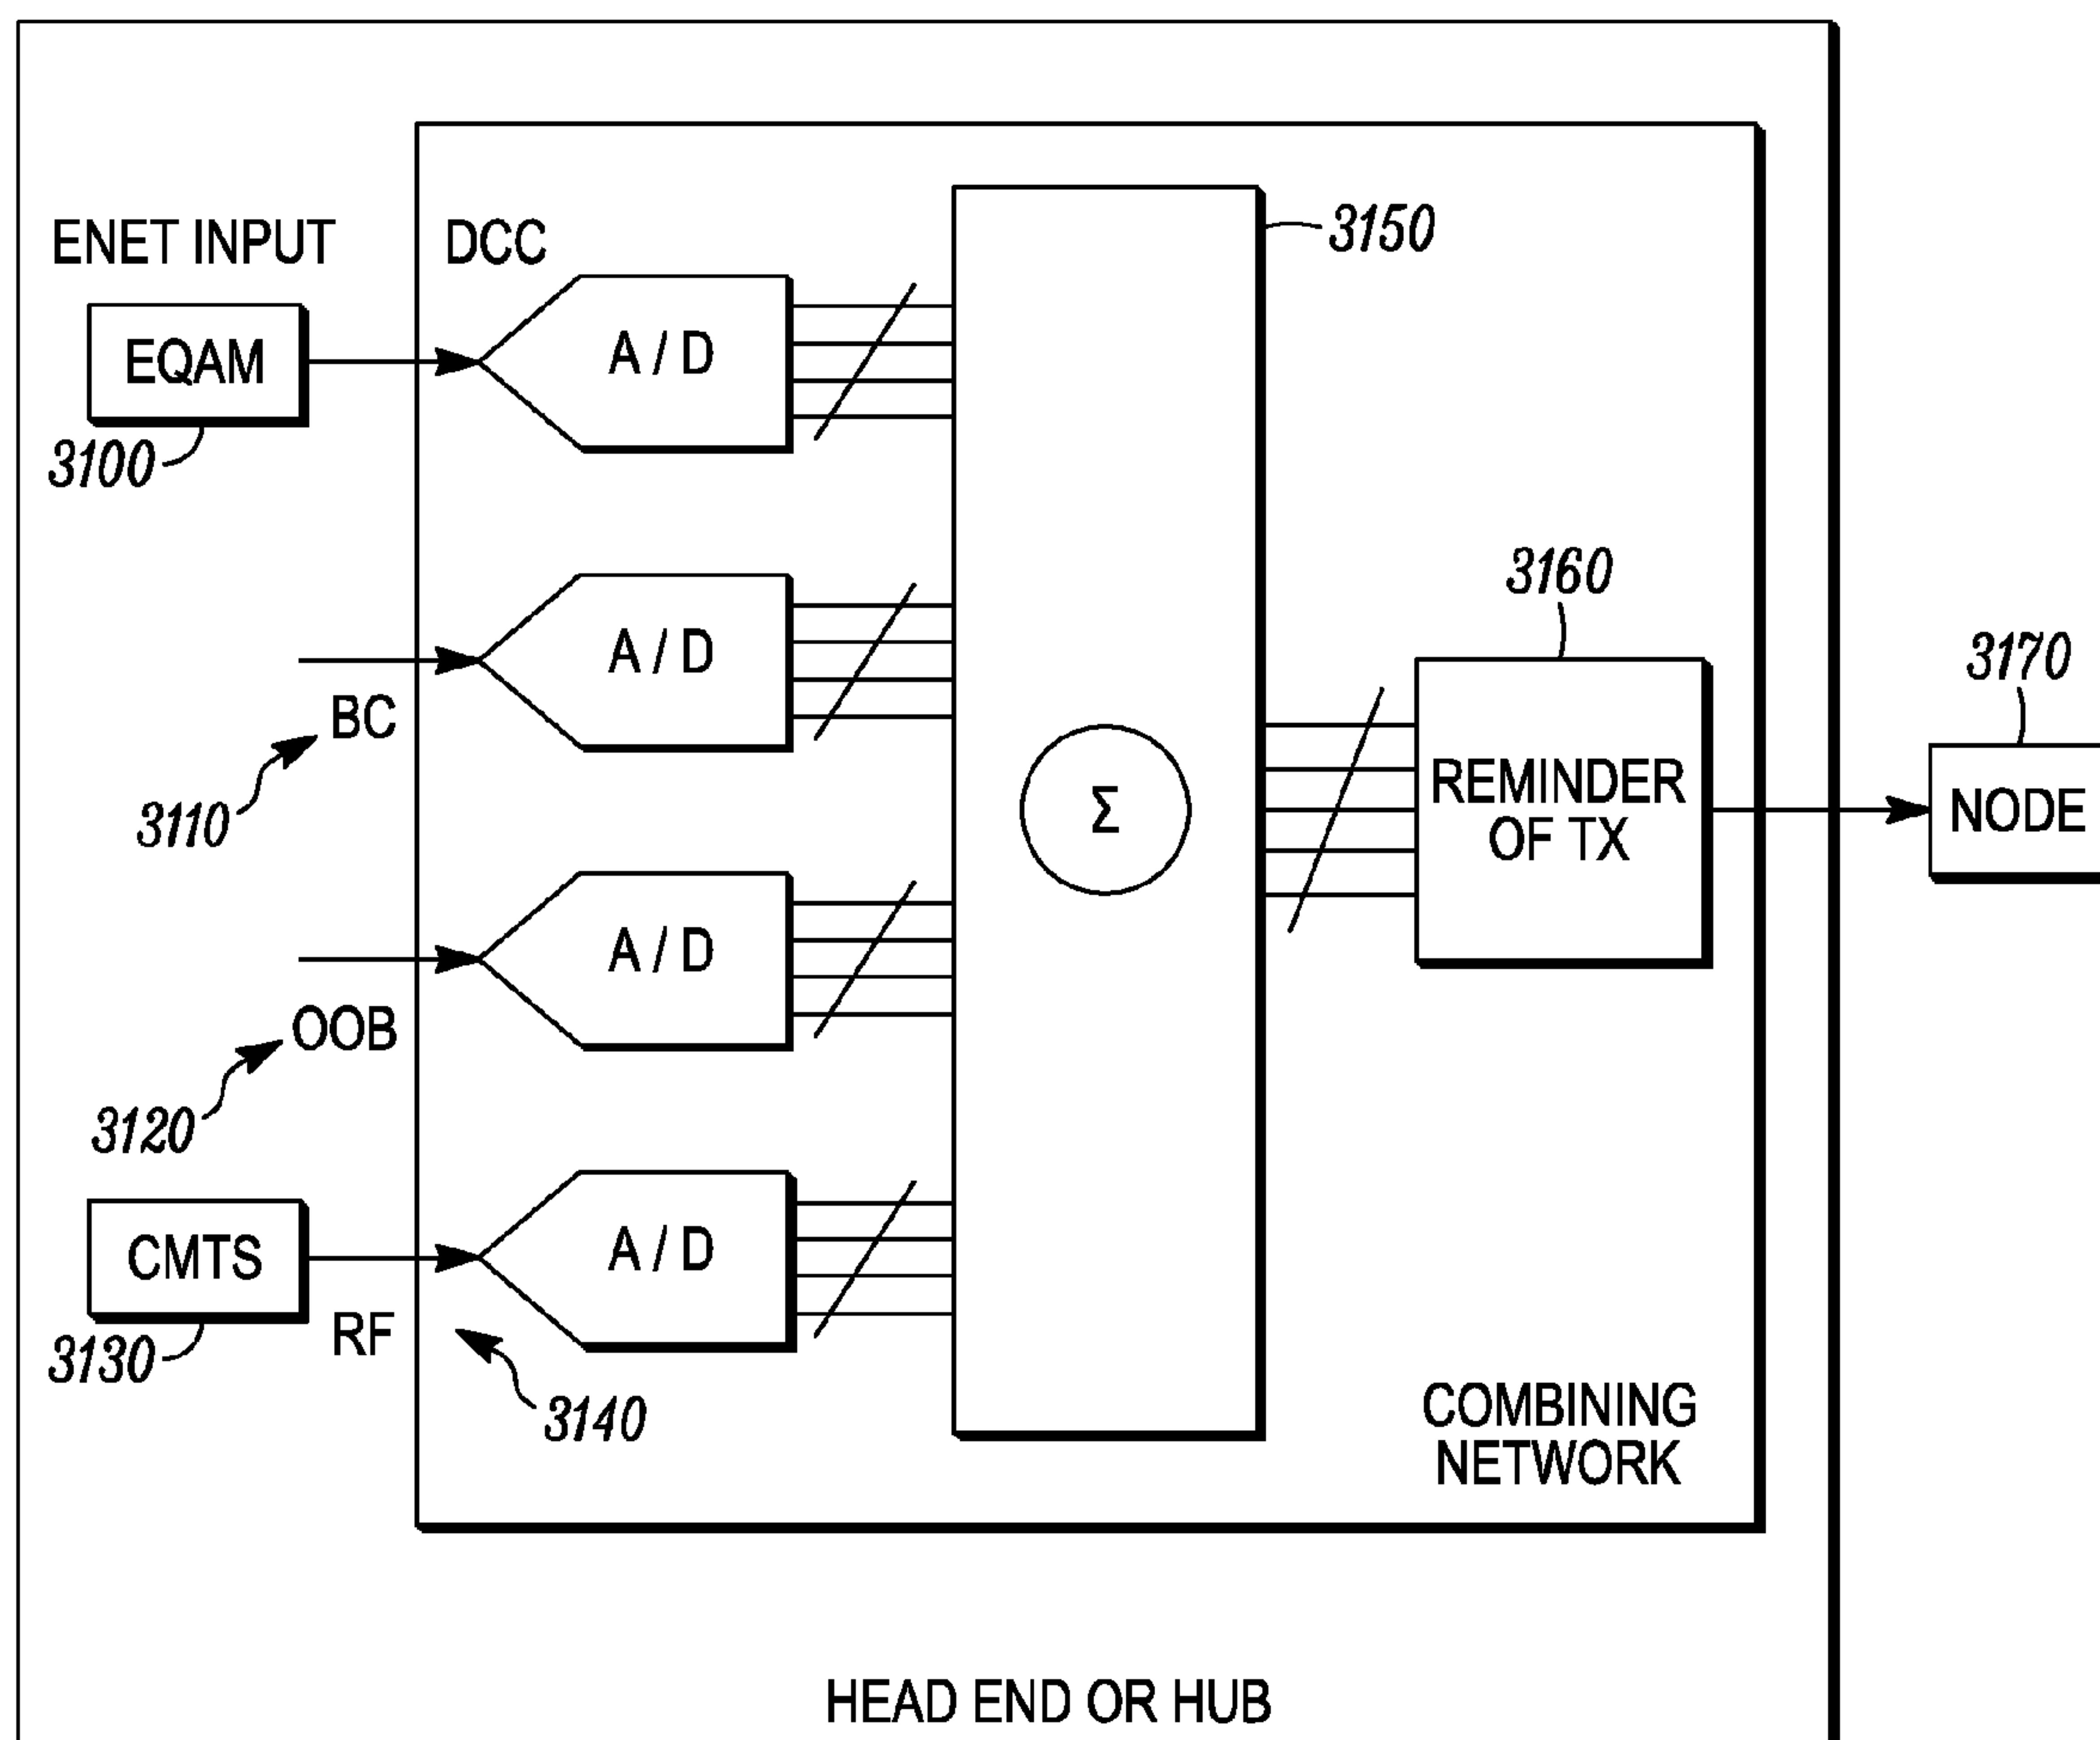 ENET INPUT
DCC
3150
EQAM
A / D
3100
3160
A / D
3170
BC
REMINDER
OF TX
3110
Σ
NODE
A / D
OOB
3120
CMTS
A / D
RF
3130
3140
COMBINING
NETWORK
HEAD END OR HUB